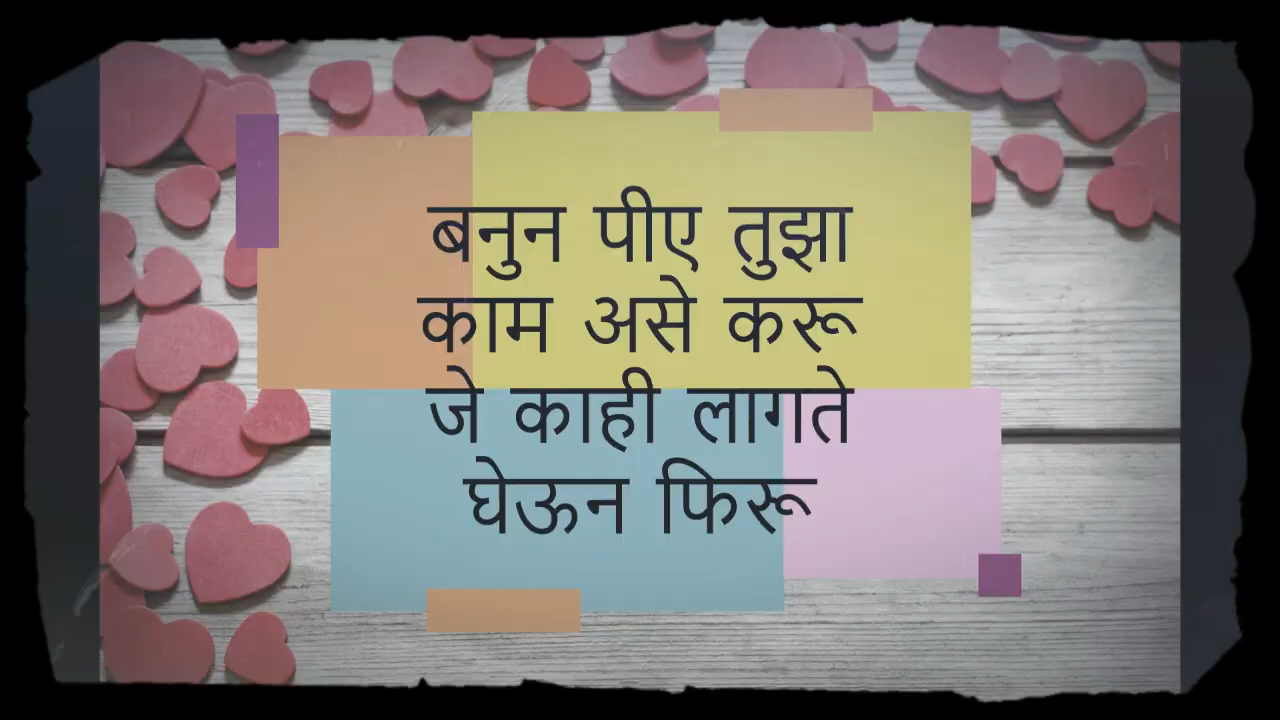 बनुन पीए तुझा
काम असे करू
जे काही लागते
घेऊन फिरू